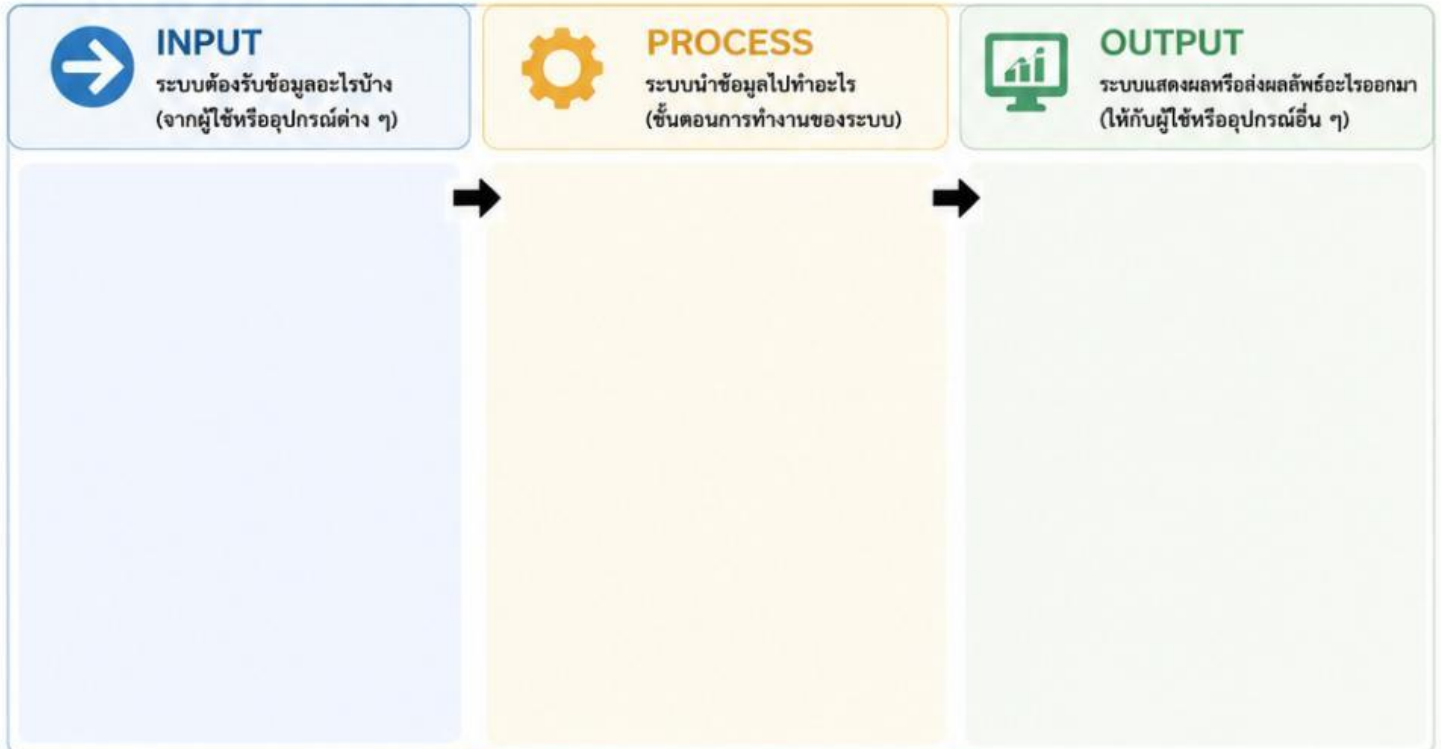 INPUT
ระบบต้องรับข้อมูลอะไรบ้าง
(จากผู้ใช้หรืออุปกรณ์ต่าง ๆ)
PROCESS
ระบบนำข้อมูลไปทำอะไร
(ขั้นตอนการทำงานของระบบ)
OUTPUT
ระบบแสดงผลหรือส่งผลลัพธ์อะไรออกมา
(ให้กับผู้ใช้หรืออุปกรณ์อื่น ๆ)